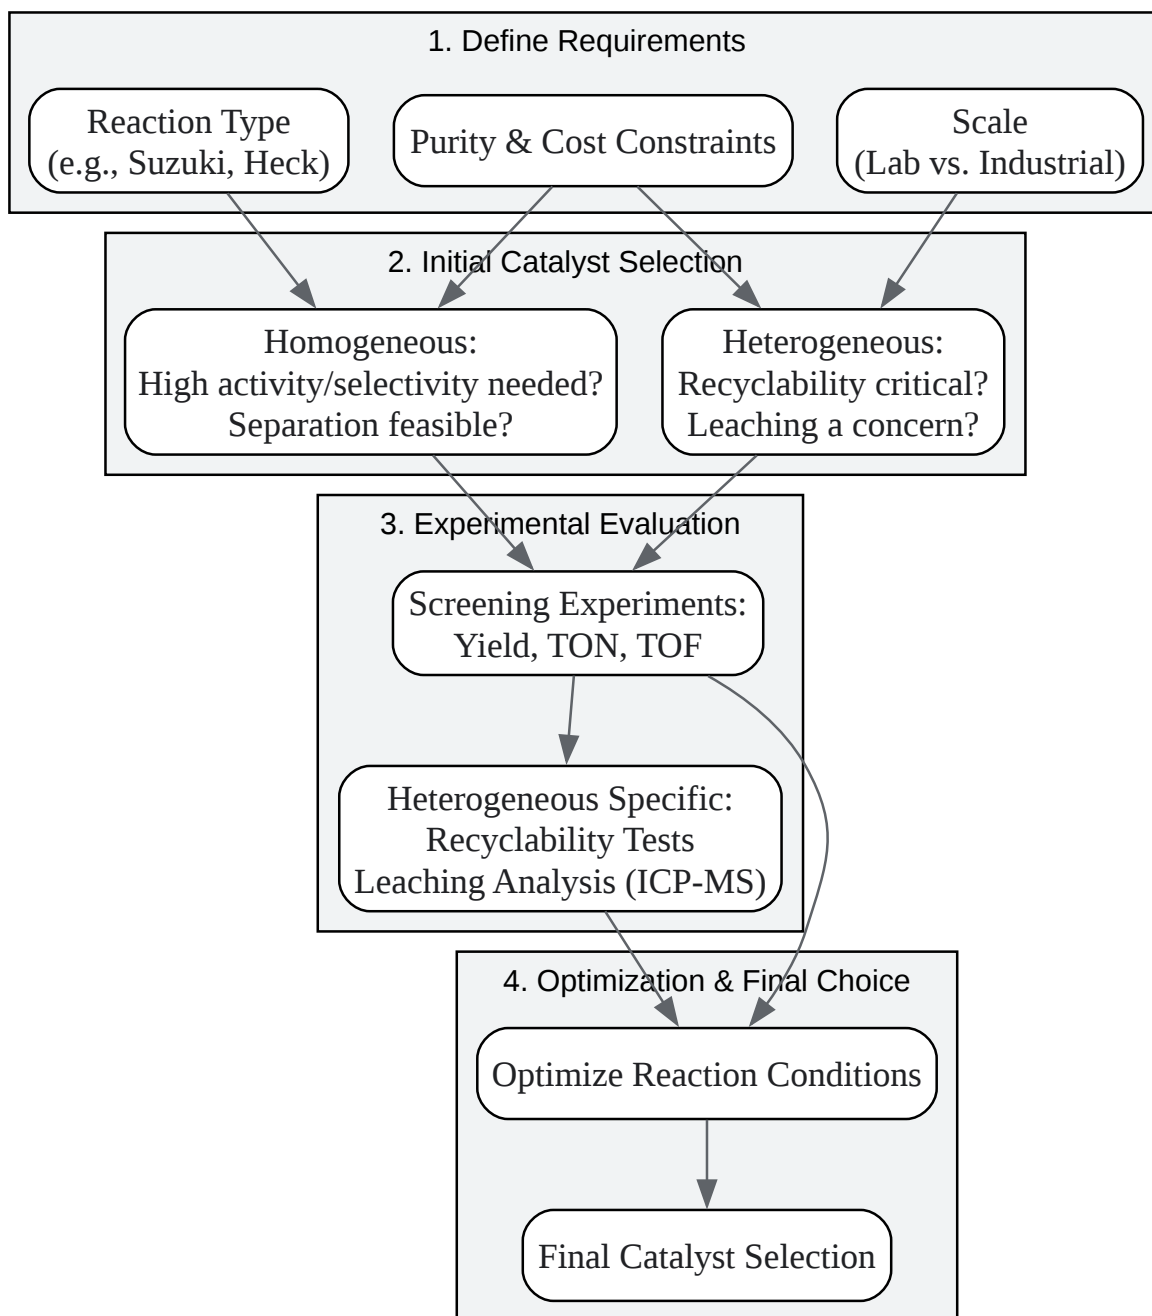 1. Define Requirements
Reaction Type
(e.g., Suzuki, Heck)
Purity & Cost Constraints
Scale
(Lab vs. Industrial)
2. Initial Catalyst Selection
Homogeneous:
High activity/selectivity needed?
Separation feasible?
Heterogeneous:
Recyclability critical?
Leaching a concern?
3. Experimental Evaluation
Screening Experiments:
Yield, TON, TOF
Heterogeneous Specific:
Recyclability Tests
Leaching Analysis (ICP-MS)
4. Optimization & Final Choice
Optimize Reaction Conditions
Final Catalyst Selection